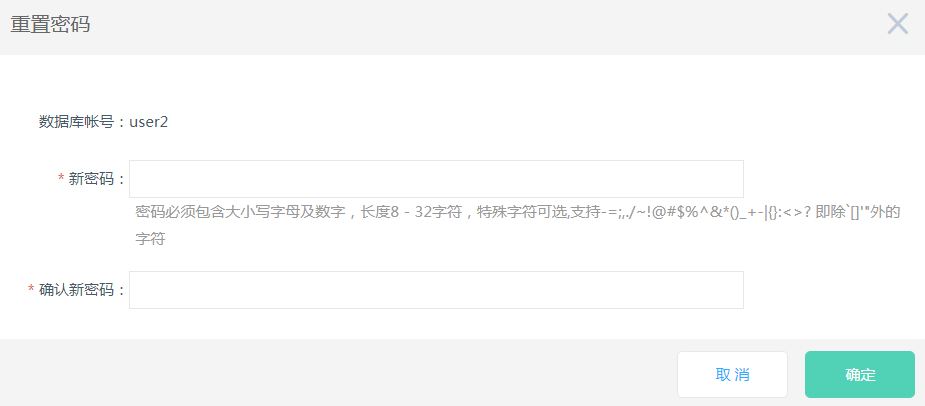 重置密码
数据库帐号：user2
* 新密码：
密码必须包含大小写字母及数字，长度8 - 32字符，特殊字符可选,支持-=;,./~!@#$%^&*()_+-|{}:<>? 即除`[]'"外的
字符
* 确认新密码：
取 消
确定